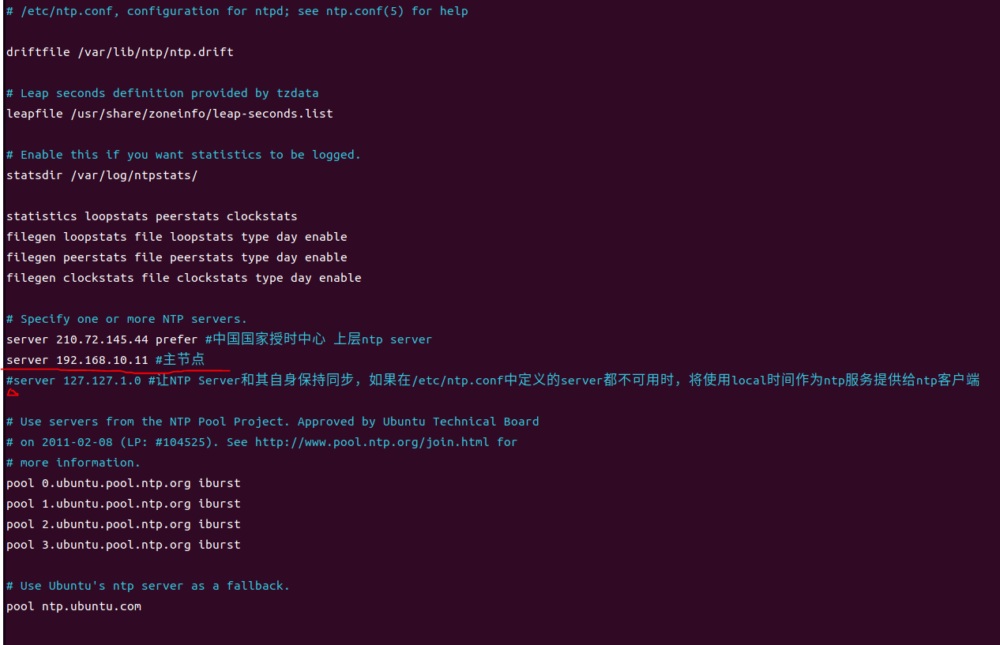 # /etc/ntp.conf, configuration for ntpd; see ntp.conf(5) for help
driftfile /var/lib/ntp/ntp.drift
# Leap seconds definition provided by tzdata
leapfile /usr/share/zoneinfo/leap-seconds.list
# Enable this if you want statistics to be logged.
statsdir /var/log/ntpstats/
statistics loopstats peerstats clockstats
filegen loopstats file loopstats type day enable
filegen peerstats file peerstats type day enable
filegen clockstats file clockstats type day enable
# Specify one or more NTP servers.
server 210.72.145.44 prefer #中国国家授时中心 上层ntp server
server 192.168.10.11 #主节点
#server 127.127.1.0 #让NTP Server和其自身保持同步，如果在/etc/ntp.conf中定义的server都不可用时，将使用local时间作为ntp服务提供给ntp客户端
# Use servers from the NTP Pool Project. Approved by Ubuntu Technical Board
# on 2011-02-08 (LP: #104525). See http://www.pool.ntp.org/join.html for
# more information.
pool 0.ubuntu.pool.ntp.org iburst
pool 1.ubuntu.pool.ntp.org iburst
pool 2.ubuntu.pool.ntp.org iburst
pool 3.ubuntu.pool.ntp.org iburst
# Use Ubuntu's ntp server as a fallback.
pool ntp.ubuntu.com